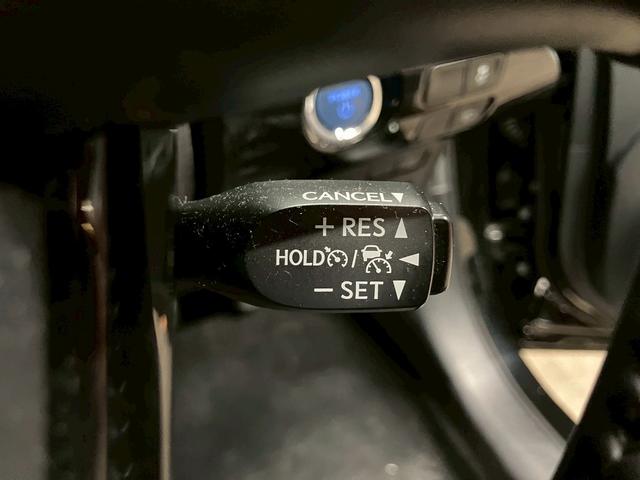 CANCEL▼
+ RES ▲
HOLD / ◀
− SET ▼